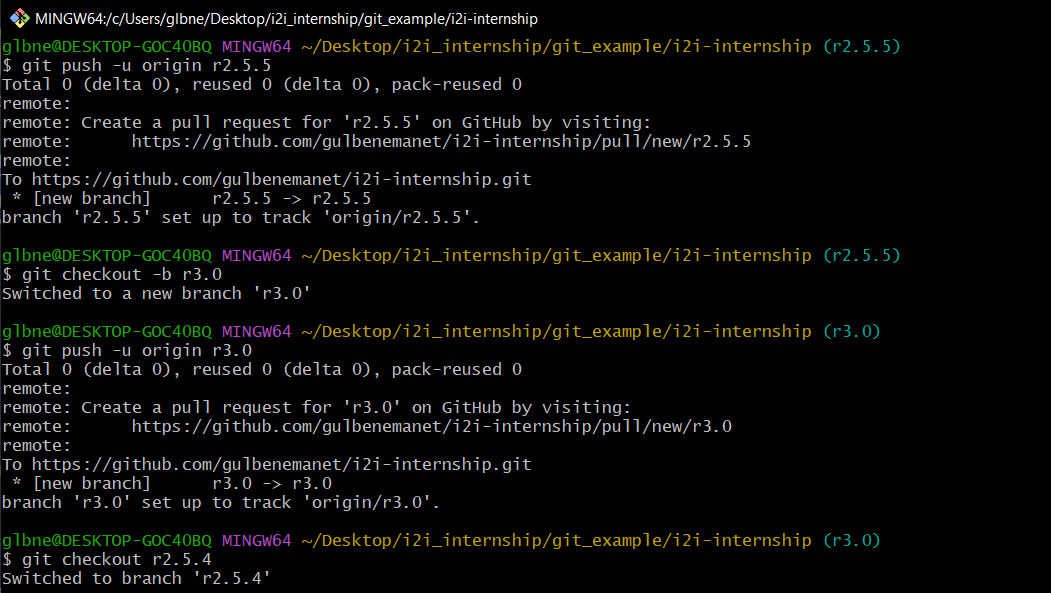 MINGW64:/c/Users/glbne/Desktop/i2i_internship/git_example/i2i-internship
glbne@DESKTOP-GOC4OBQ MINGW64 ~/Desktop/i2i_internship/git_example/i2i-internship (r2.5.5)
$ git push -u origin r2.5.5
Total 0 (delta 0), reused 0 (delta 0), pack-reused 0
remote:
remote: Create a pull request for 'r2.5.5' on GitHub by visiting:
remote:      https://github.com/gulbenemanet/i2i-internship/pull/new/r2.5.5
remote:
To https://github.com/gulbenemanet/i2i-internship.git
 * [new branch]      r2.5.5 -> r2.5.5
branch 'r2.5.5' set up to track 'origin/r2.5.5'.
glbne@DESKTOP-GOC4OBQ MINGW64 ~/Desktop/i2i_internship/git_example/i2i-internship (r2.5.5)
$ git checkout -b r3.0
Switched to a new branch 'r3.0'
glbne@DESKTOP-GOC4OBQ MINGW64 ~/Desktop/i2i_internship/git_example/i2i-internship (r3.0)
$ git push -u origin r3.0
Total 0 (delta 0), reused 0 (delta 0), pack-reused 0
remote:
remote: Create a pull request for 'r3.0' on GitHub by visiting:
remote:      https://github.com/gulbenemanet/i2i-internship/pull/new/r3.0
remote:
To https://github.com/gulbenemanet/i2i-internship.git
 * [new branch]      r3.0 -> r3.0
branch 'r3.0' set up to track 'origin/r3.0'.
glbne@DESKTOP-GOC4OBQ MINGW64 ~/Desktop/i2i_internship/git_example/i2i-internship (r3.0)
$ git checkout r2.5.4
Switched to branch 'r2.5.4'